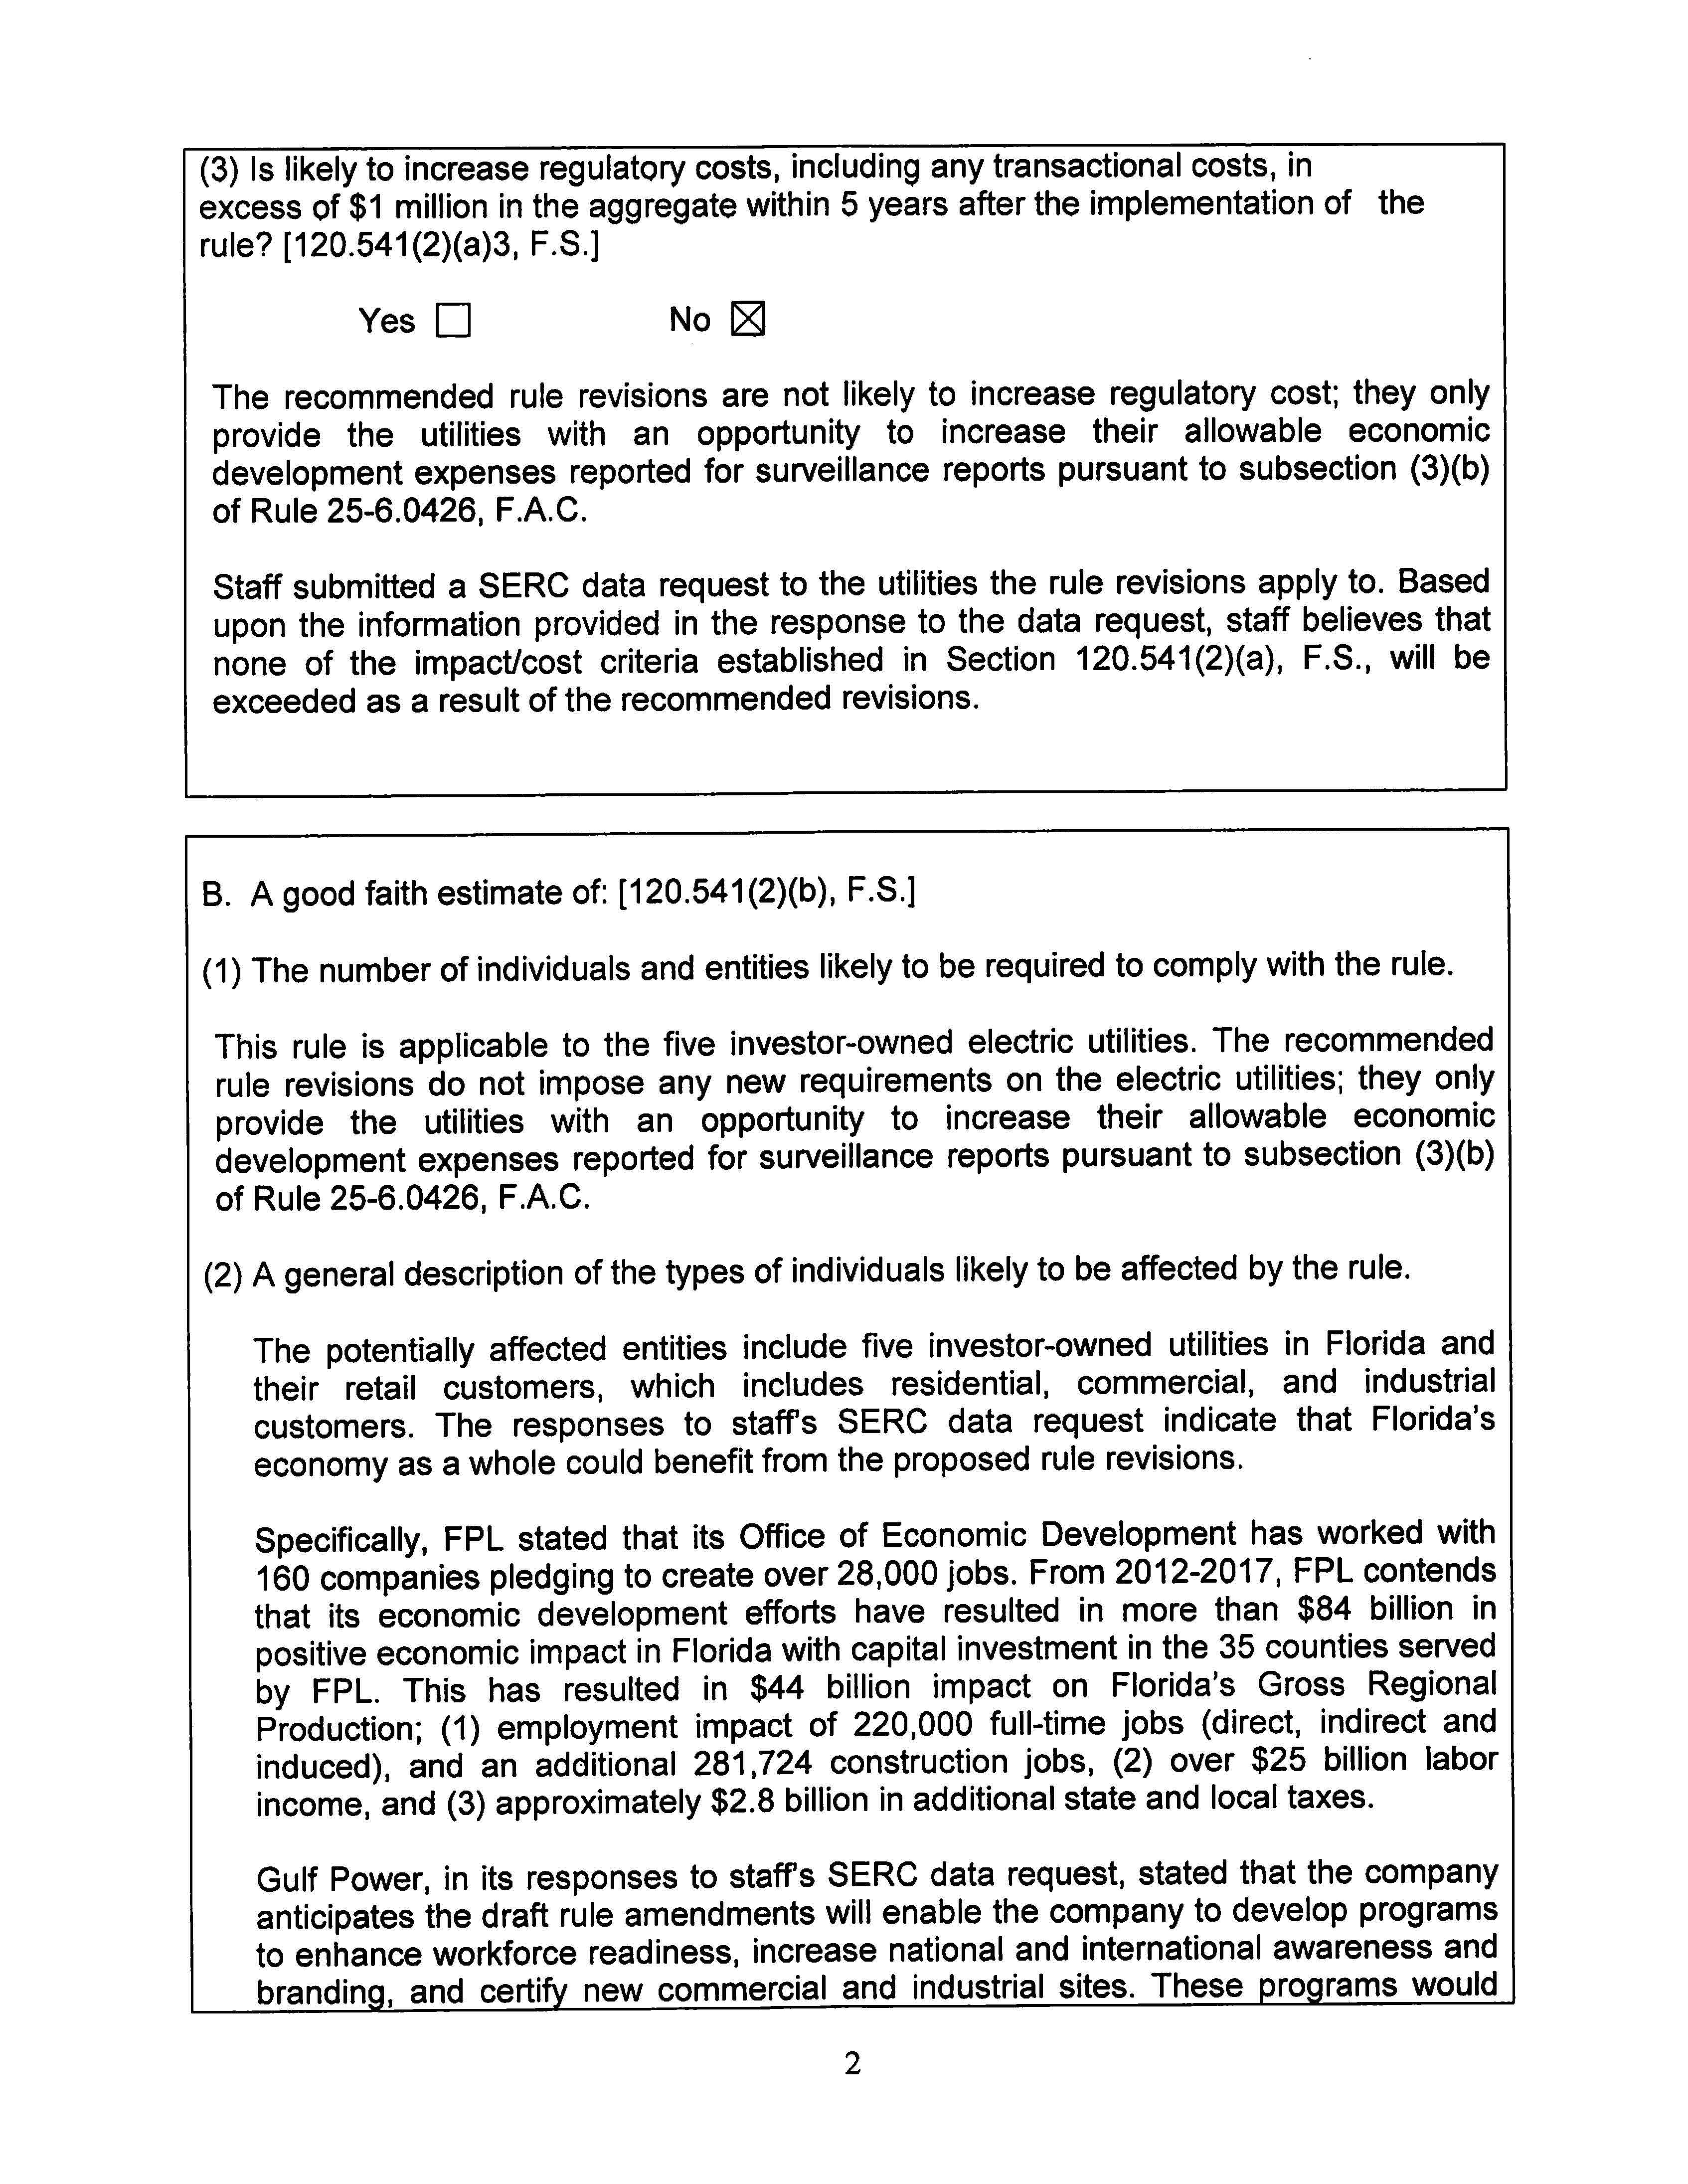 (3) Is likely to increase regulatory costs, including any transactional costs, in
excess of $1 million in the aggregate within 5 years after the implementation of the
rule? [120.541(2)(a)3, F.S.]
Yes ☐ No ☒
The recommended rule revisions are not likely to increase regulatory cost; they only
provide the utilities with an opportunity to increase their allowable economic
development expenses reported for surveillance reports pursuant to subsection (3)(b)
of Rule 25-6.0426, F.A.C.
Staff submitted a SERC data request to the utilities the rule revisions apply to. Based
upon the information provided in the response to the data request, staff believes that
none of the impact/cost criteria established in Section 120.541(2)(a), F.S., will be
exceeded as a result of the recommended revisions.
B. A good faith estimate of: [120.541(2)(b), F.S.]
(1) The number of individuals and entities likely to be required to comply with the rule.
This rule is applicable to the five investor-owned electric utilities. The recommended
rule revisions do not impose any new requirements on the electric utilities; they only
provide the utilities with an opportunity to increase their allowable economic
development expenses reported for surveillance reports pursuant to subsection (3)(b)
of Rule 25-6.0426, F.A.C.
(2) A general description of the types of individuals likely to be affected by the rule.
The potentially affected entities include five investor-owned utilities in Florida and
their retail customers, which includes residential, commercial, and industrial
customers. The responses to staff's SERC data request indicate that Florida's
economy as a whole could benefit from the proposed rule revisions.
Specifically, FPL stated that its Office of Economic Development has worked with
160 companies pledging to create over 28,000 jobs. From 2012-2017, FPL contends
that its economic development efforts have resulted in more than $84 billion in
positive economic impact in Florida with capital investment in the 35 counties served
by FPL. This has resulted in $44 billion impact on Florida's Gross Regional
Production; (1) employment impact of 220,000 full-time jobs (direct, indirect and
induced), and an additional 281,724 construction jobs, (2) over $25 billion labor
income, and (3) approximately $2.8 billion in additional state and local taxes.
Gulf Power, in its responses to staff's SERC data request, stated that the company
anticipates the draft rule amendments will enable the company to develop programs
to enhance workforce readiness, increase national and international awareness and
branding, and certify new commercial and industrial sites. These programs would
2